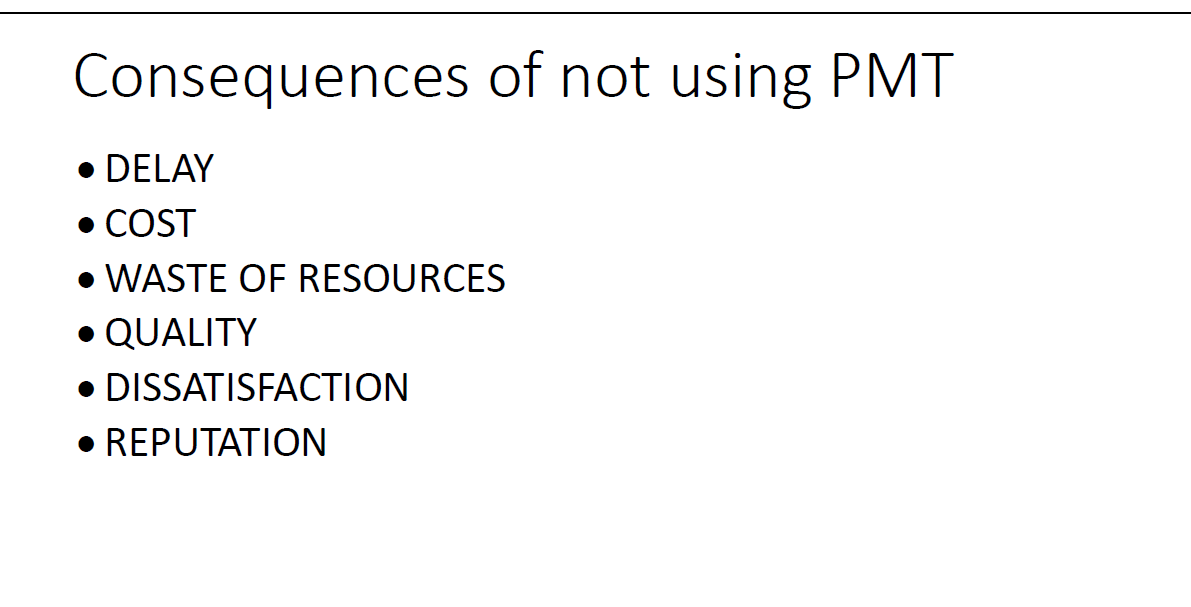 Consequences of not using PMT
• DELAY
• COST
• WASTE OF RESOURCES
• QUALITY
• DISSATISFACTION
• REPUTATION